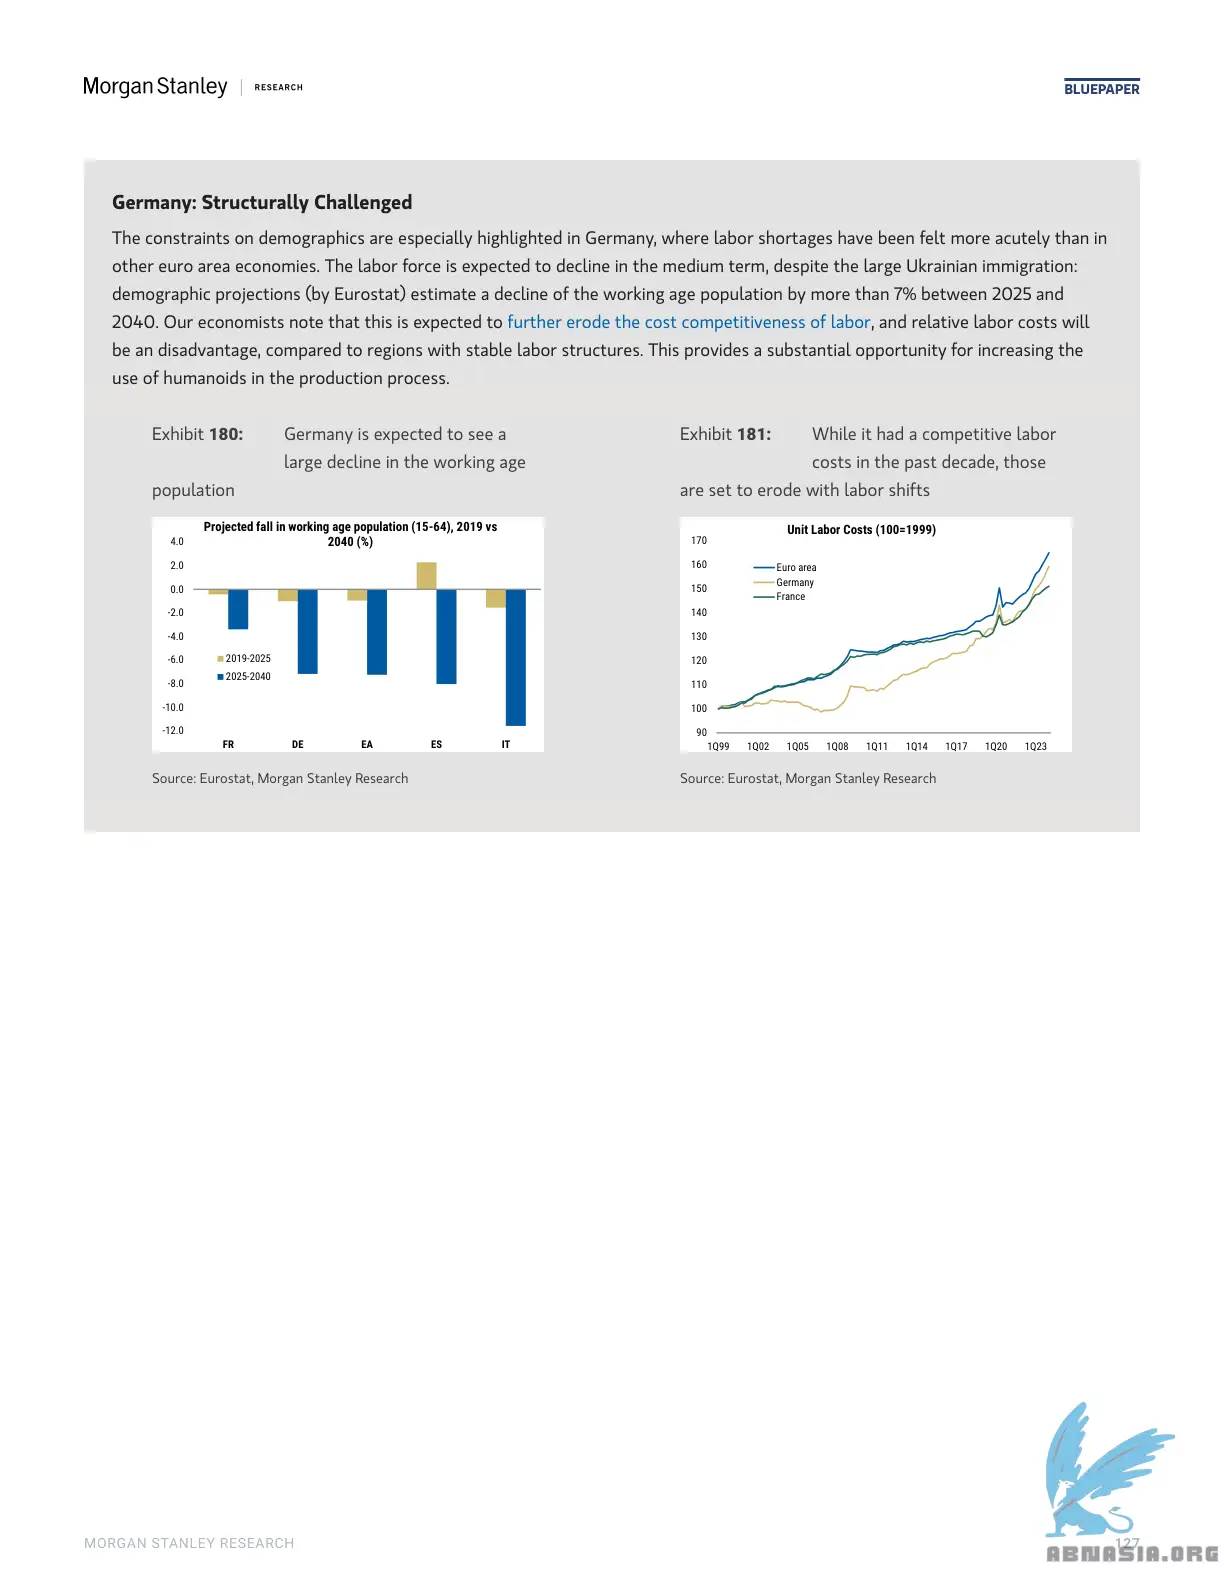 Morgan Stanley | RESEARCH
BLUEPAPER
Germany: Structurally Challenged
The constraints on demographics are especially highlighted in Germany, where labor shortages have been felt more acutely than in
other euro area economies. The labor force is expected to decline in the medium term, despite the large Ukrainian immigration:
demographic projections (by Eurostat) estimate a decline of the working age population by more than 7% between 2025 and
2040. Our economists note that this is expected to further erode the cost competitiveness of labor, and relative labor costs will
be an disadvantage, compared to regions with stable labor structures. This provides a substantial opportunity for increasing the
use of humanoids in the production process.
Exhibit 180: Germany is expected to see a
large decline in the working age
population
Projected fall in working age population (15-64), 2019 vs
2040 (%)
4.0
2.0
0.0
-2.0
-4.0
-6.0
-8.0
-10.0
-12.0
2019-2025
2025-2040
FR DE EA ES IT
Source: Eurostat, Morgan Stanley Research
Exhibit 181: While it had a competitive labor
costs in the past decade, those
are set to erode with labor shifts
Unit Labor Costs (100=1999)
170
160
150
140
130
120
110
100
90
Euro area
Germany
France
1Q99 1Q02 1Q05 1Q08 1Q11 1Q14 1Q17 1Q20 1Q23
Source: Eurostat, Morgan Stanley Research
MORGAN STANLEY RESEARCH
127
ABNASIA.ORG